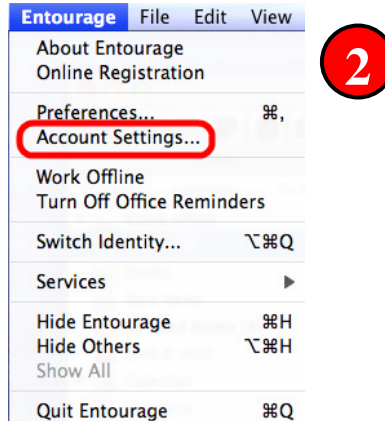 Entourage File Edit View
2
About Entourage
Online Registration
Preferences... ⌘,
Account Settings...
Work Offline
Turn Off Office Reminders
Switch Identity... ⌥⌘Q
Services ▶
Hide Entourage ⌘H
Hide Others ⌥⌘H
Show All
Quit Entourage ⌘Q